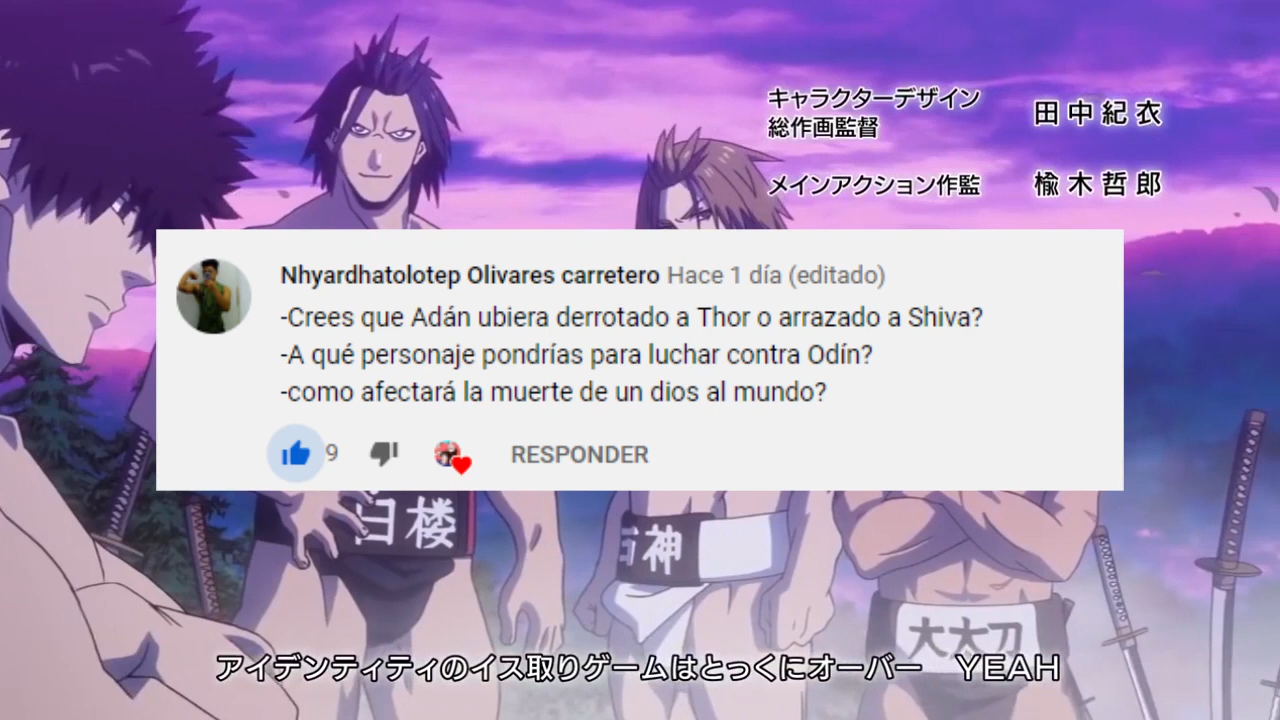 キャラクターデザイン
総作画監督
田中紀衣
メインアクション作監
楡木哲郎
Nhyardhatolotep Olivares carretero Hace 1 día (editado)
-Crees que Adán ubiera derrotado a Thor o arrazado a Shiva?
-A qué personaje pondrías para luchar contra Odín?
-como afectará la muerte de un dios al mundo?
9
RESPONDER
白楼
神
大太刀
アイデンティティのイス取りゲームはとっくにオーバー YEAH